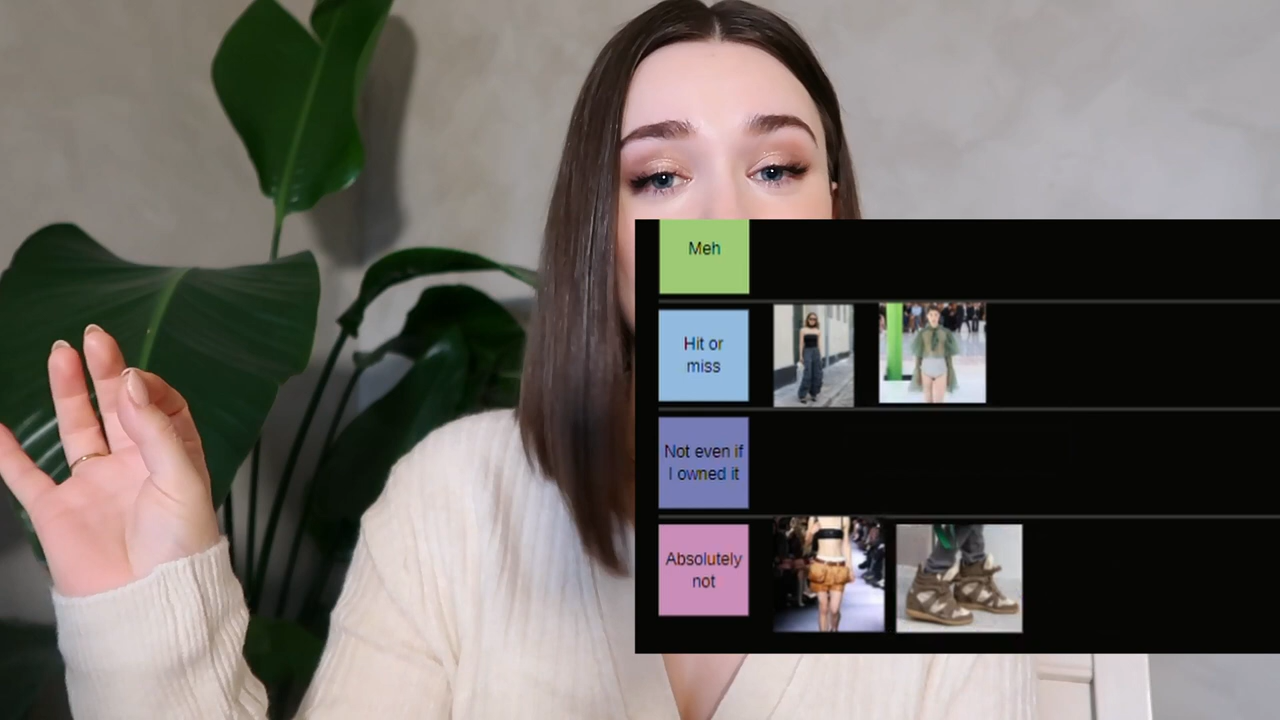 Meh
Hit or
miss
Not even if
I owned it
Absolutely
not